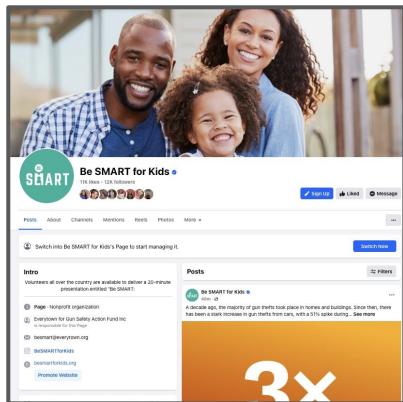 BE
SMART
Be SMART for Kids
11K likes • 12K followers
Sign Up
Liked
Message
Posts
About
Channels
Mentions
Reels
Photos
More
Switch into Be SMART for Kids's Page to start managing it.
Switch Now
Intro
Volunteers all over the country are available to deliver a 20-minute
presentation entitled "Be SMART:
Page · Nonprofit organization
Everytown for Gun Safety Action Fund Inc
is responsible for this Page
besmart@everytown.org
BeSMARTforKids
besmartforkids.org
Promote Website
Posts
Filters
Be SMART for Kids
40m
A decade ago, the majority of gun thefts took place in homes and buildings. Since then, there
has been a stark increase in gun thefts from cars, with a 51% spike during... See more
3X